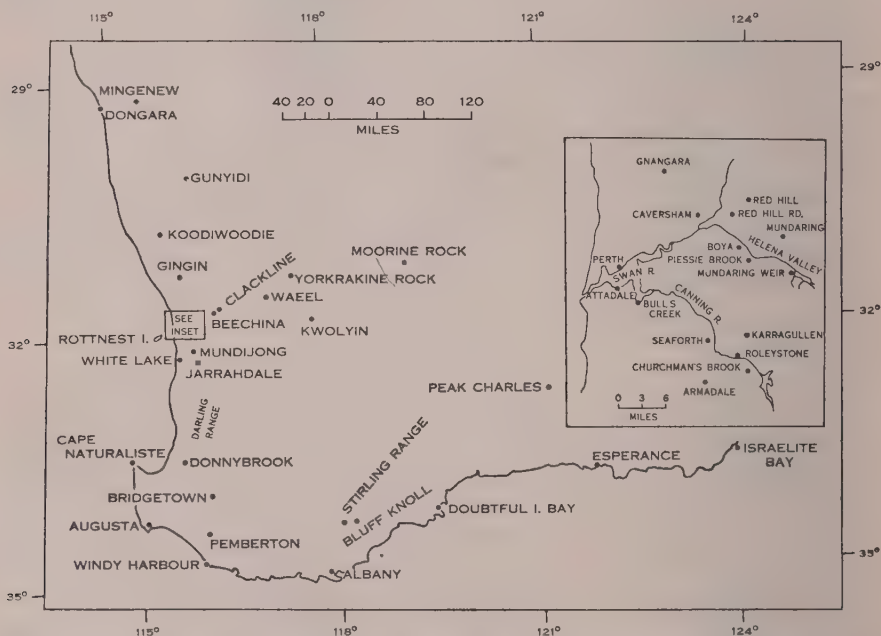 115°
118°
121°
124°
29°
29°
MINGENEW
DONGARA
40 20 0 40 80 120
MILES
GUNYIDI
KOODIWOODIE
GINGIN
CLACKLINE
MOORINE ROCK
YORKRAKINE ROCK
WAEEL
BEECHINA
KWOLYIN
SEE
INSET
ROTTNEST I.
32°
MUNDIJONG
WHITE LAKE
JARRAHDALE
PEAK CHARLES
DARLING
RANGE
CAPE
NATURALISTE
DONNYBROOK
STIRLING RANGE
BLUFF KNOLL
ESPERANCE
ISRAELITE
BAY
BRIDGETOWN
DOUBTFUL I. BAY
AUGUSTA
PEMBERTON
WINDY HARBOUR
ALBANY
35°
35°
32°
115°
118°
121°
124°
GNANGARA
RED HILL
CAVERSHAM
RED HILL RD.
MUNDARING
BOYA
HELENA VALLEY
PERTH
PIESSIE BROOK
SWAN R.
MUNDARING WEIR
ATTADALE
CANNING R.
BULLS
CREEK
SEAFORTH
KARRAGULLEN
ROLEYSTONE
CHURCHMAN'S BROOK
ARMADALE
0 3 6
MILES